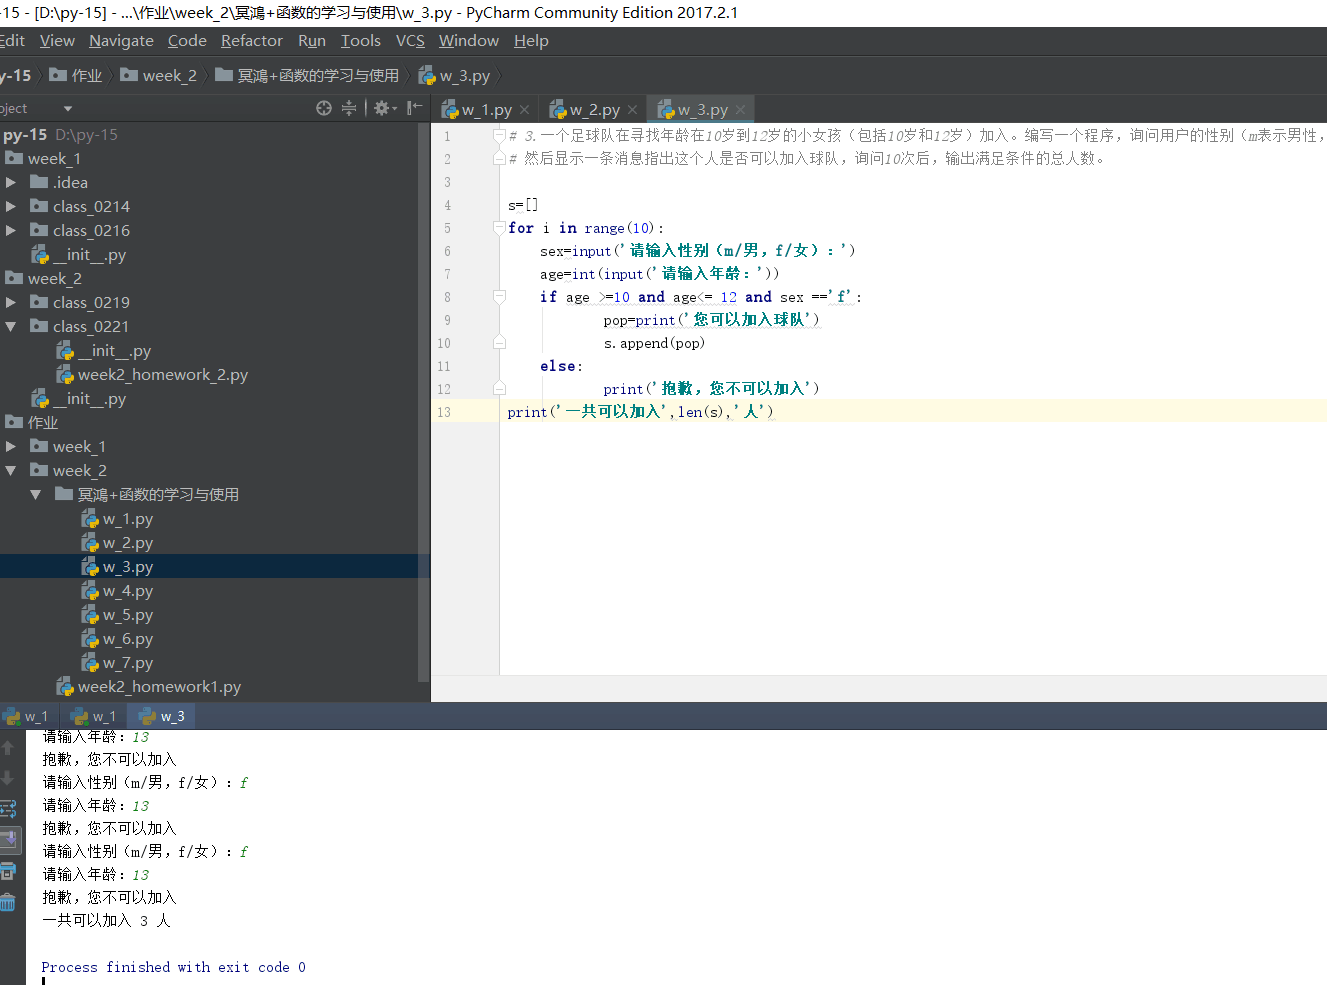 -15 - [D:\py-15] - ...\作业\week_2\冥鴻+函数的学习与使用\w_3.py - PyCharm Community Edition 2017.2.1
Edit View Navigate Code Refactor Run Tools VCS Window Help
y-15 作业 week_2 冥鴻+函数的学习与使用 w_3.py
oject
py-15 D:\py-15
week_1
.idea
class_0214
class_0216
__init__.py
week_2
class_0219
class_0221
__init__.py
week2_homework_2.py
__init__.py
作业
week_1
week_2
冥鴻+函数的学习与使用
w_1.py
w_2.py
w_3.py
w_4.py
w_5.py
w_6.py
w_7.py
week2_homework1.py
w_1.py w_2.py w_3.py
1 # 3.一个足球队在寻找年龄在10岁到12岁的小女孩（包括10岁和12岁）加入。编写一个程序，询问用户的性别（m表示男性，
2 # 然后显示一条消息指出这个人是否可以加入球队，询问10次后，输出满足条件的总人数。
3
4 s=[]
5 for i in range(10):
6 sex=input('请输入性别（m/男，f/女）：')
7 age=int(input('请输入年龄：'))
8 if age >=10 and age<= 12 and sex =='f':
9 pop=print('您可以加入球队')
10 s.append(pop)
11 else:
12 print('抱歉，您不可以加入')
13 print('一共可以加入',len(s),'人')
w_1 w_1 w_3
请输入年龄：13
抱歉，您不可以加入
请输入性别（m/男，f/女）：f
请输入年龄：13
抱歉，您不可以加入
请输入性别（m/男，f/女）：f
请输入年龄：13
抱歉，您不可以加入
一共可以加入 3 人
Process finished with exit code 0